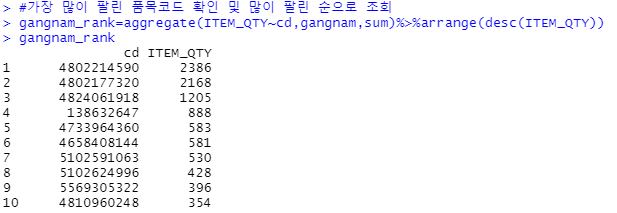 > #가장 많이 팔린 품목코드 확인 및 많이 팔린 순으로 조회
> gangnam_rank=aggregate(ITEM_QTY~cd,gangnam,sum)%>%arrange(desc(ITEM_QTY))
> gangnam_rank
cd ITEM_QTY
1 4802214590 2386
2 4802177320 2168
3 4824061918 1205
4 138632647 888
5 4733964360 583
6 4658408144 581
7 5102591063 530
8 5102624996 428
9 5569305322 396
10 4810960248 354